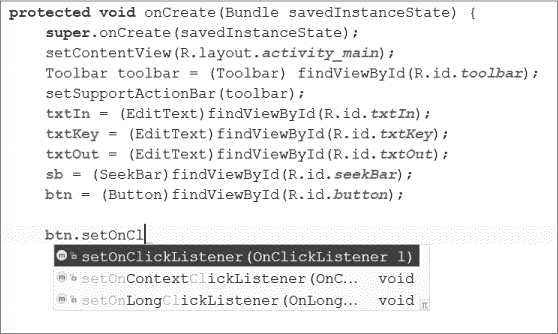 protected void onCreate(Bundle savedInstanceState) {
super.onCreate(savedInstanceState);
setContentView(R.layout.activity_main);
Toolbar toolbar = (Toolbar) findViewById(R.id.toolbar);
setSupportActionBar(toolbar);
txtIn = (EditText)findViewById(R.id.txtIn);
txtKey = (EditText)findViewById(R.id.txtKey);
txtOut = (EditText)findViewById(R.id.txtOut);
sb = (SeekBar)findViewById(R.id.seekBar);
btn = (Button)findViewById(R.id.button);
btn.setOnCl
m setOnClickListener(OnClickListener l)
m setOnContextClickListener(OnC... void
m setOnLongClickListener(OnLong... void
π